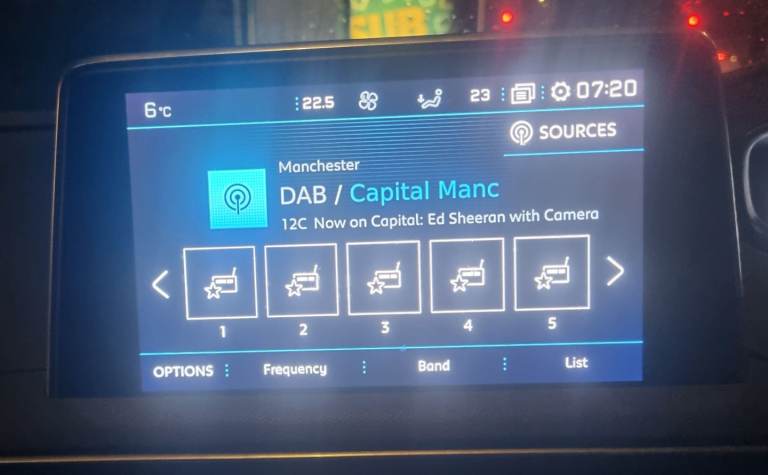 SUB
6°C 22.5 23 07:20
SOURCES
Manchester
DAB / Capital Manc
12C Now on Capital: Ed Sheeran with Camera
1 2 3 4 5
OPTIONS Frequency Band List